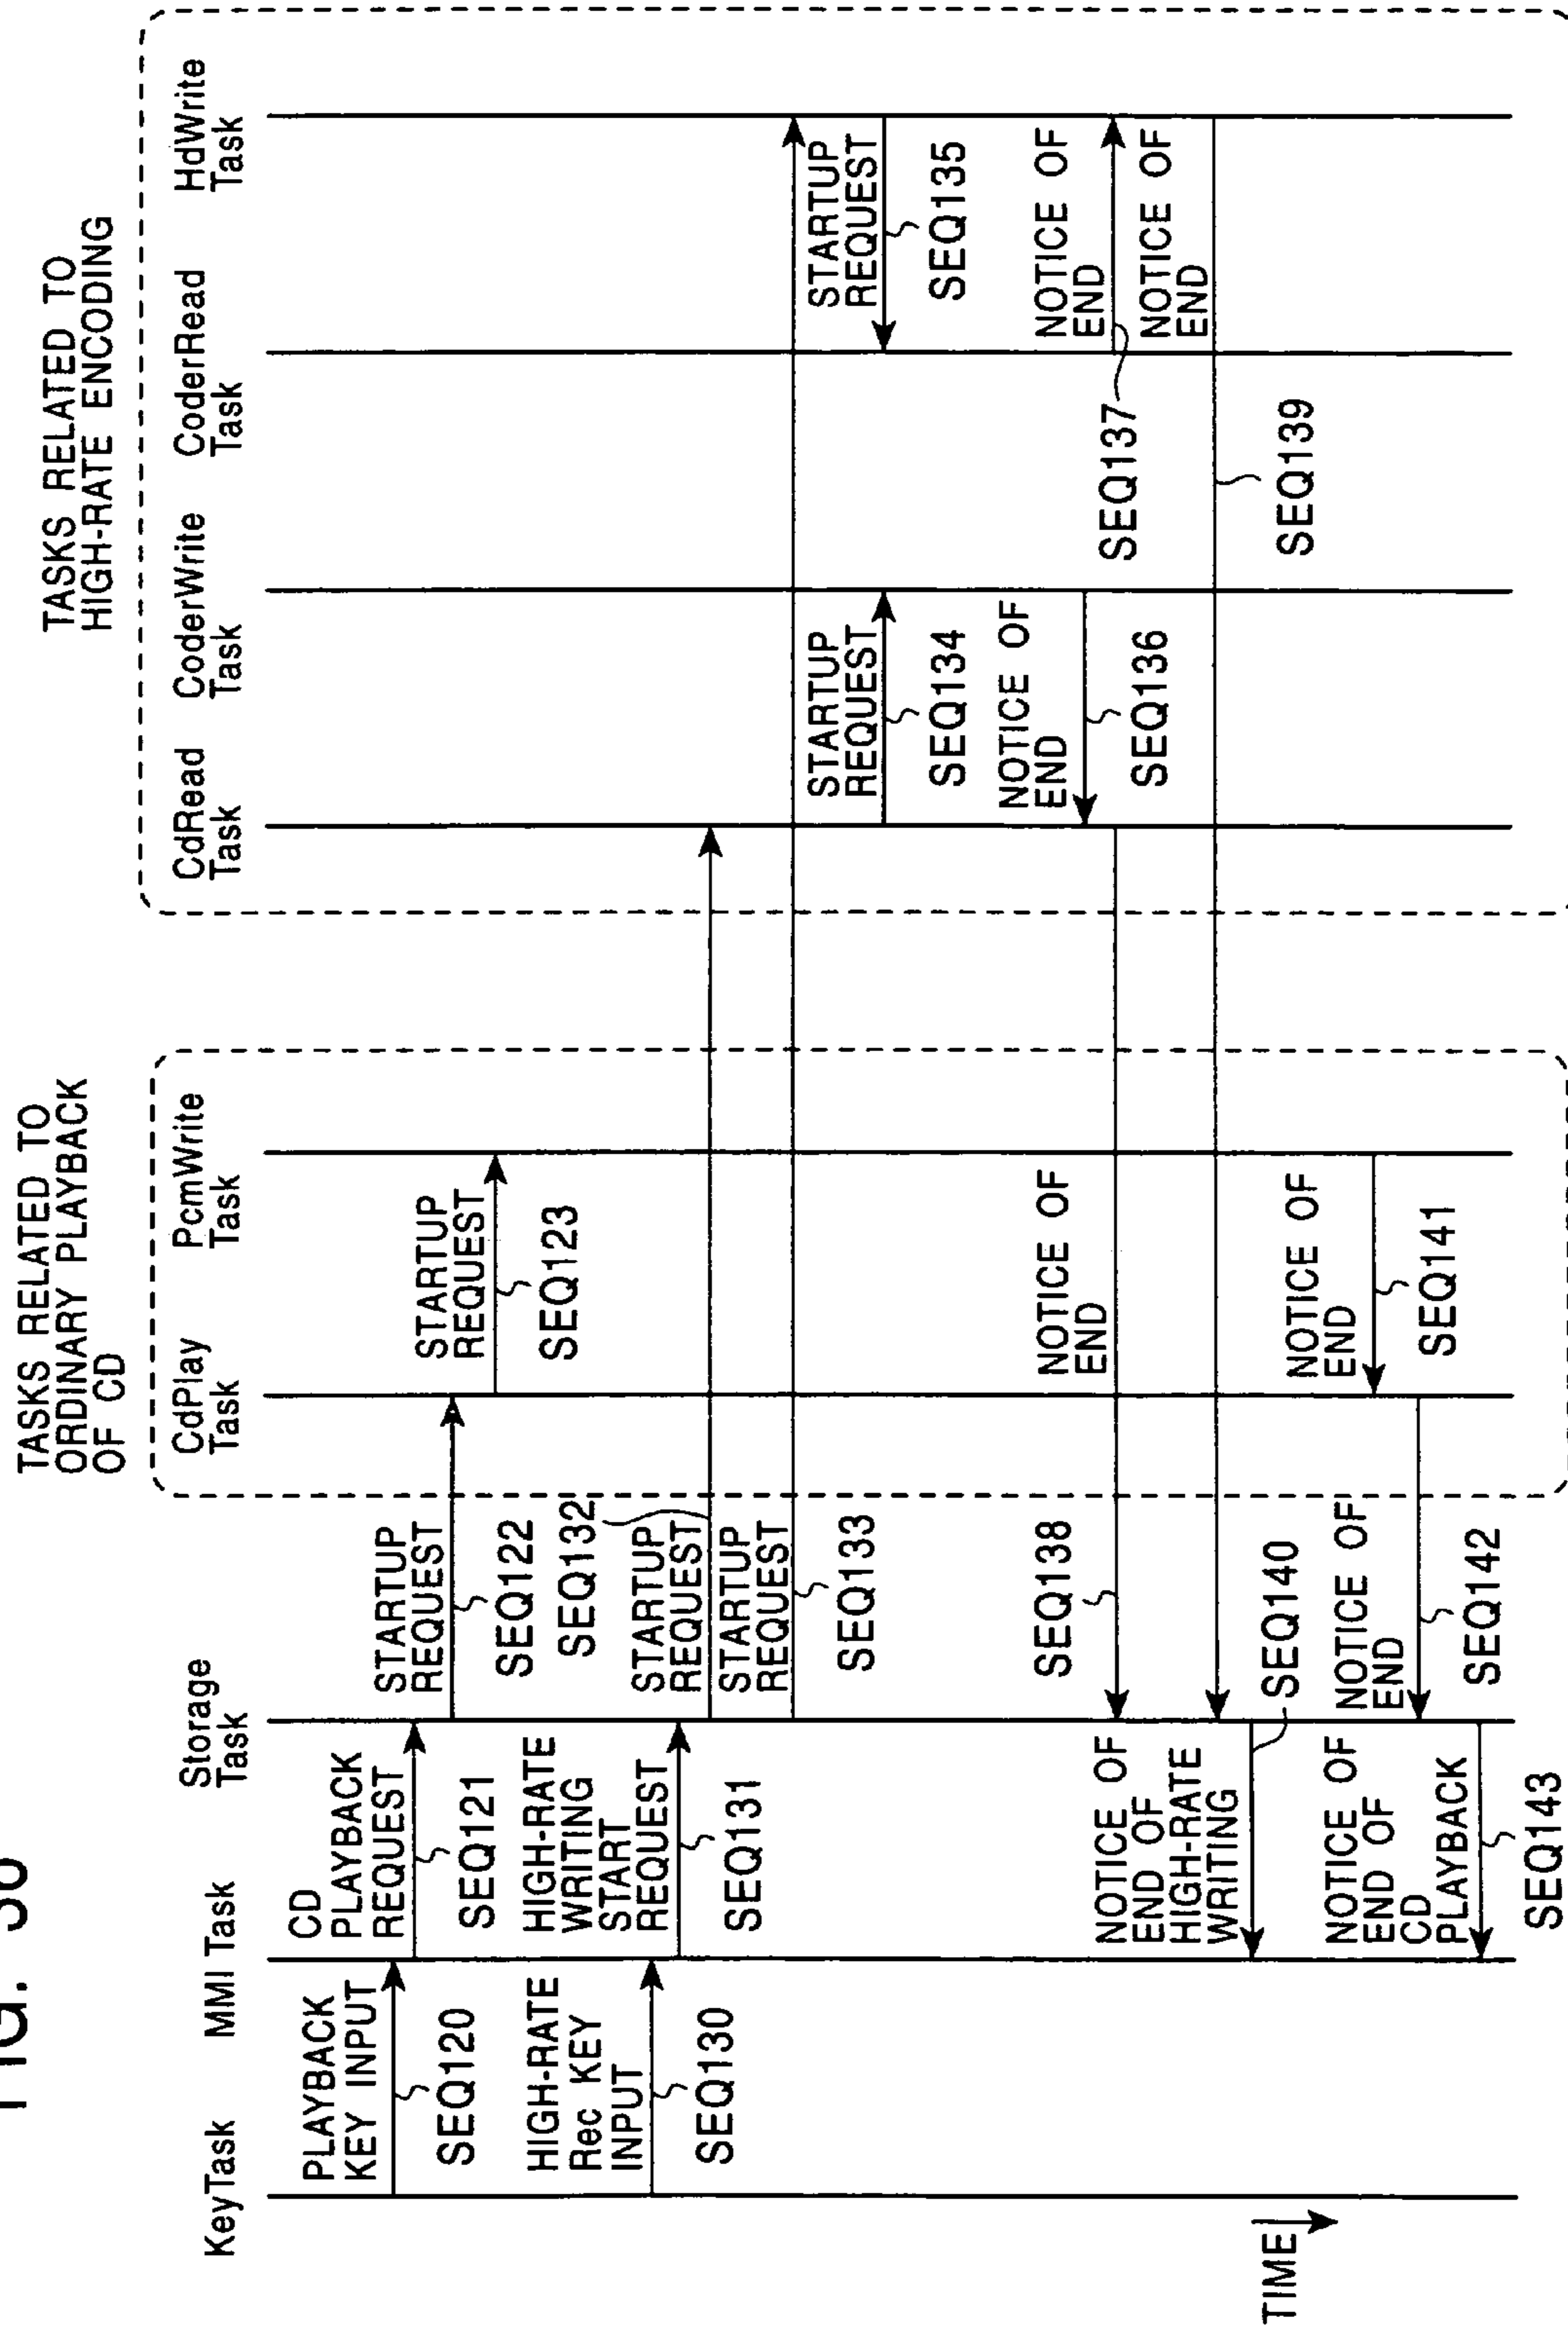 FIG.
TASKS RELATED TO
ORDINARY PLAYBACK
OF CD
TASKS RELATED TO
HIGH-RATE ENCODING
KeyTask
MMI Task
Storage
Task
CdPlay
Task
PcmWrite
Task
CdRead
Task
CoderWrite
Task
CoderRead
Task
HdWrite
Task
PLAYBACK
KEY INPUT
SEQ120
CD
PLAYBACK
REQUEST
SEQ121
STARTUP
REQUEST
SEQ122
STARTUP
REQUEST
SEQ123
HIGH-RATE
Rec KEY
INPUT
SEQ130
HIGH-RATE
WRITING
START
REQUEST
SEQ131
SEQ132
STARTUP
REQUEST
STARTUP
REQUEST
SEQ133
STARTUP
REQUEST
SEQ134
STARTUP
REQUEST
SEQ135
NOTICE OF
END
SEQ136
NOTICE OF
END
SEQ137
NOTICE OF
END
SEQ138
NOTICE OF
END
SEQ139
NOTICE OF
END OF
HIGH-RATE
WRITING
SEQ140
NOTICE OF
END
SEQ141
NOTICE OF
END
SEQ142
NOTICE OF
END OF
CD
PLAYBACK
SEQ143
TIME